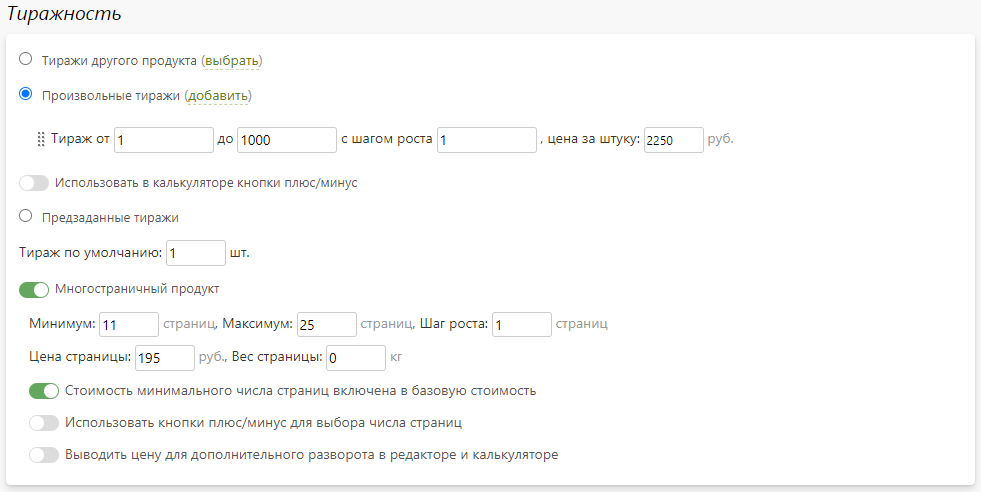 Тиражность
Тиражи другого продукта (выбрать)
Произвольные тиражи (добавить)
Тираж от 1 до 1000 с шагом роста 1 , цена за штуку: 2250 руб.
Использовать в калькуляторе кнопки плюс/минус
Предзаданные тиражи
Тираж по умолчанию: 1 шт.
Многостраничный продукт
Минимум: 11 страниц, Максимум: 25 страниц, Шаг роста: 1 страниц
Цена страницы: 195 руб., Вес страницы: 0 кг
Стоимость минимального числа страниц включена в базовую стоимость
Использовать кнопки плюс/минус для выбора числа страниц
Выводить цену для дополнительного разворота в редакторе и калькуляторе